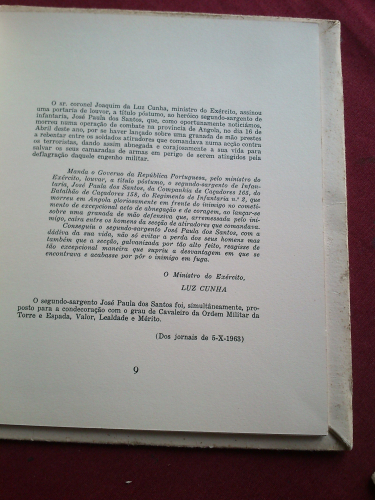 O sr. coronel Joaquim da Luz Cunha, ministro do Exército, assinou
uma portaria de louvor, a título póstumo, ao heróico segundo-sargento de
infantaria, José Paula dos Santos, que, como oportunamente noticiámos,
morreu numa operação de combate na província de Angola, no dia 16 de
Abril deste ano, por se haver lançado sobre uma granada de mão prestes
a rebentar entre os soldados atiradores que comandava numa acção contra
os terroristas, dando assim abnegada e corajosamente a sua vida para
salvar os seus camaradas de armas em perigo de serem atingidos pela
deflagração daquele engenho militar.
Manda o Governo da República Portuguesa, pelo ministro do
Exército, louvar, a título póstumo, o segundo-sargento de Infan-
taria, José Paula dos Santos, da Companhia de Caçadores 163, do
Batalhão de Caçadores 158, do Regimento de Infantaria n.º 2, que
morreu em Angola gloriosamente em frente do inimigo no cometi-
mento de excepcional acto de abnegação e de coragem, ao lançar-se
sobre uma granada de mão defensiva que, arremessada pelo ini-
migo, caíra entre os homens da secção de atiradores que comandava.
Conseguiu o segundo-sargento José Paula dos Santos, com a
dádiva da sua vida, não só evitar a perda dos seus homens mas
também que a secção, galvanizada por tão alto feito, reagisse de
tão excepcional maneira que supriu a desvantagem em que se
encontrava e acabasse por pôr o inimigo em fuga.
O Ministro do Exército,
LUZ CUNHA
O segundo-sargento José Paula dos Santos foi, simultâneamente, pro-
posto para a condecoração com o grau de Cavaleiro da Ordem Militar da
Torre e Espada, Valor, Lealdade e Mérito.
(Dos jornais de 5-X-1963)
9